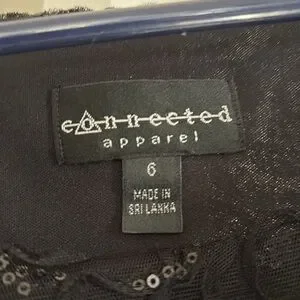 connected
apparel
6
MADE IN
SRI LANKA